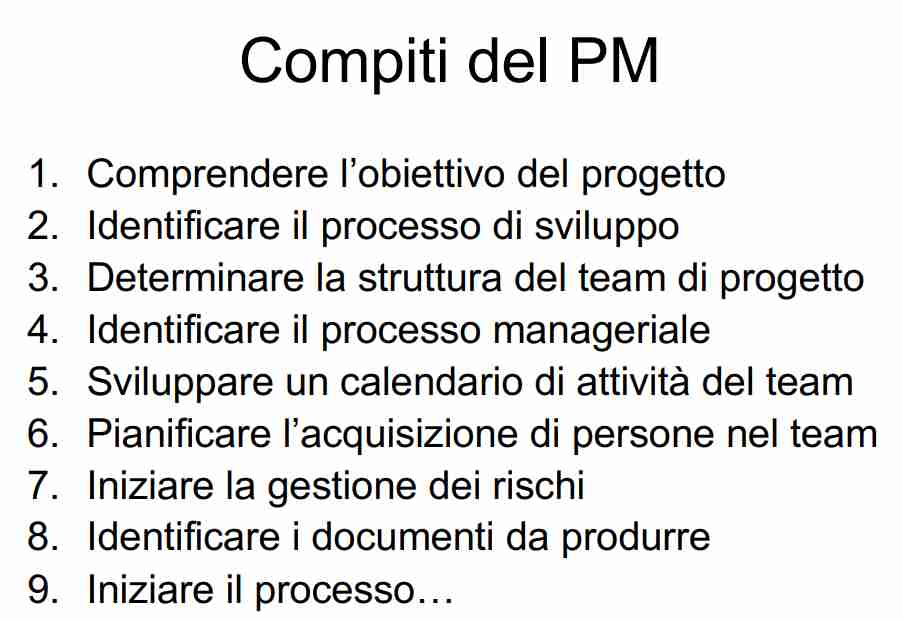 Compiti del PM
1. Comprendere l’obiettivo del progetto
2. Identificare il processo di sviluppo
3. Determinare la struttura del team di progetto
4. Identificare il processo manageriale
5. Sviluppare un calendario di attività del team
6. Pianificare l’acquisizione di persone nel team
7. Iniziare la gestione dei rischi
8. Identificare i documenti da produrre
9. Iniziare il processo…